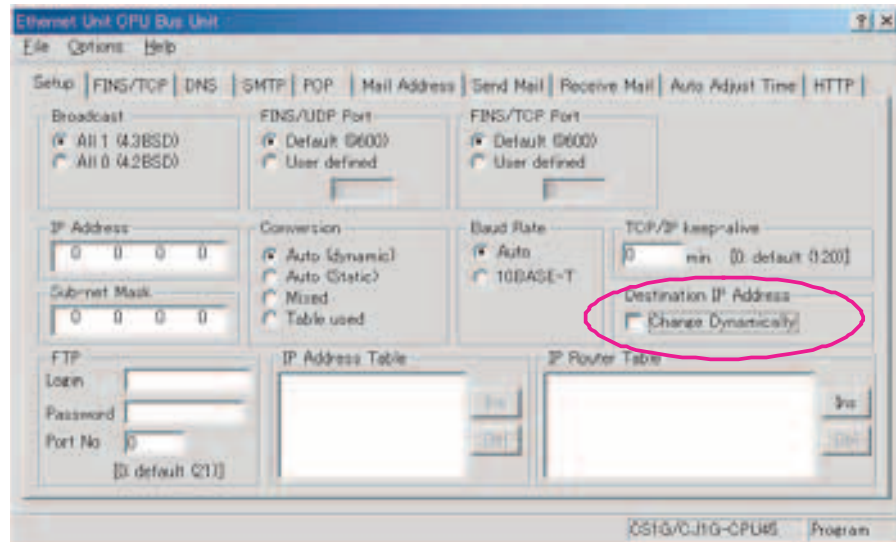 Ethernet Unit CPU Bus Unit
File Options Help
Setup FINS/TCP DNS SMTP POP Mail Address Send Mail Receive Mail Auto Adjust Time HTTP
Broadcast
All 1 (4.3BSD)
All 0 (4.2BSD)
FINS/UDP Port
Default (9600)
User defined
FINS/TCP Port
Default (9600)
User defined
IP Address
0 0 0 0
Sub-net Mask
0 0 0 0
Conversion
Auto (dynamic)
Auto (Static)
Mixed
Table used
Baud Rate
Auto
10BASE-T
TCP/IP keep-alive
0 min [0: default (120)]
Destination IP Address
Change Dynamically
FTP
Login
Password
Port No 0
[0: default (21)]
IP Address Table
Ins
Del
IP Router Table
Ins
Del
CS1G/CJ1G-CPU45 Program